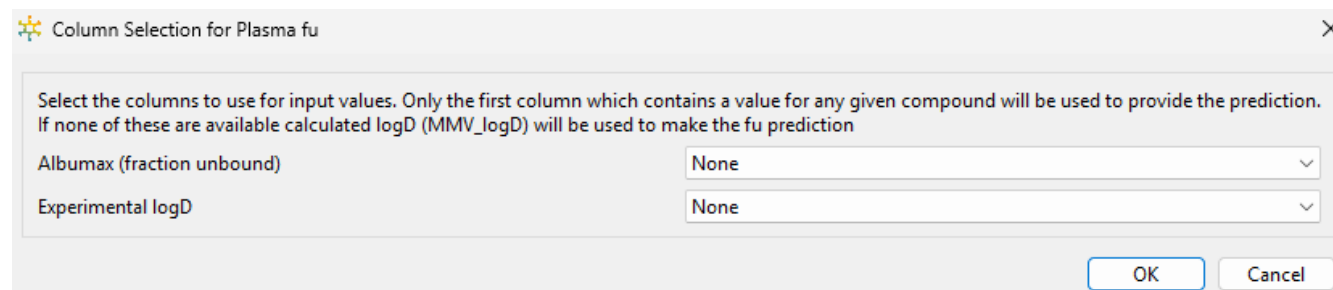 Column Selection for Plasma fu
Select the columns to use for input values. Only the first column which contains a value for any given compound will be used to provide the prediction.
If none of these are available calculated logD (MMV_logD) will be used to make the fu prediction
Albumax (fraction unbound) None
Experimental logD None
OK Cancel